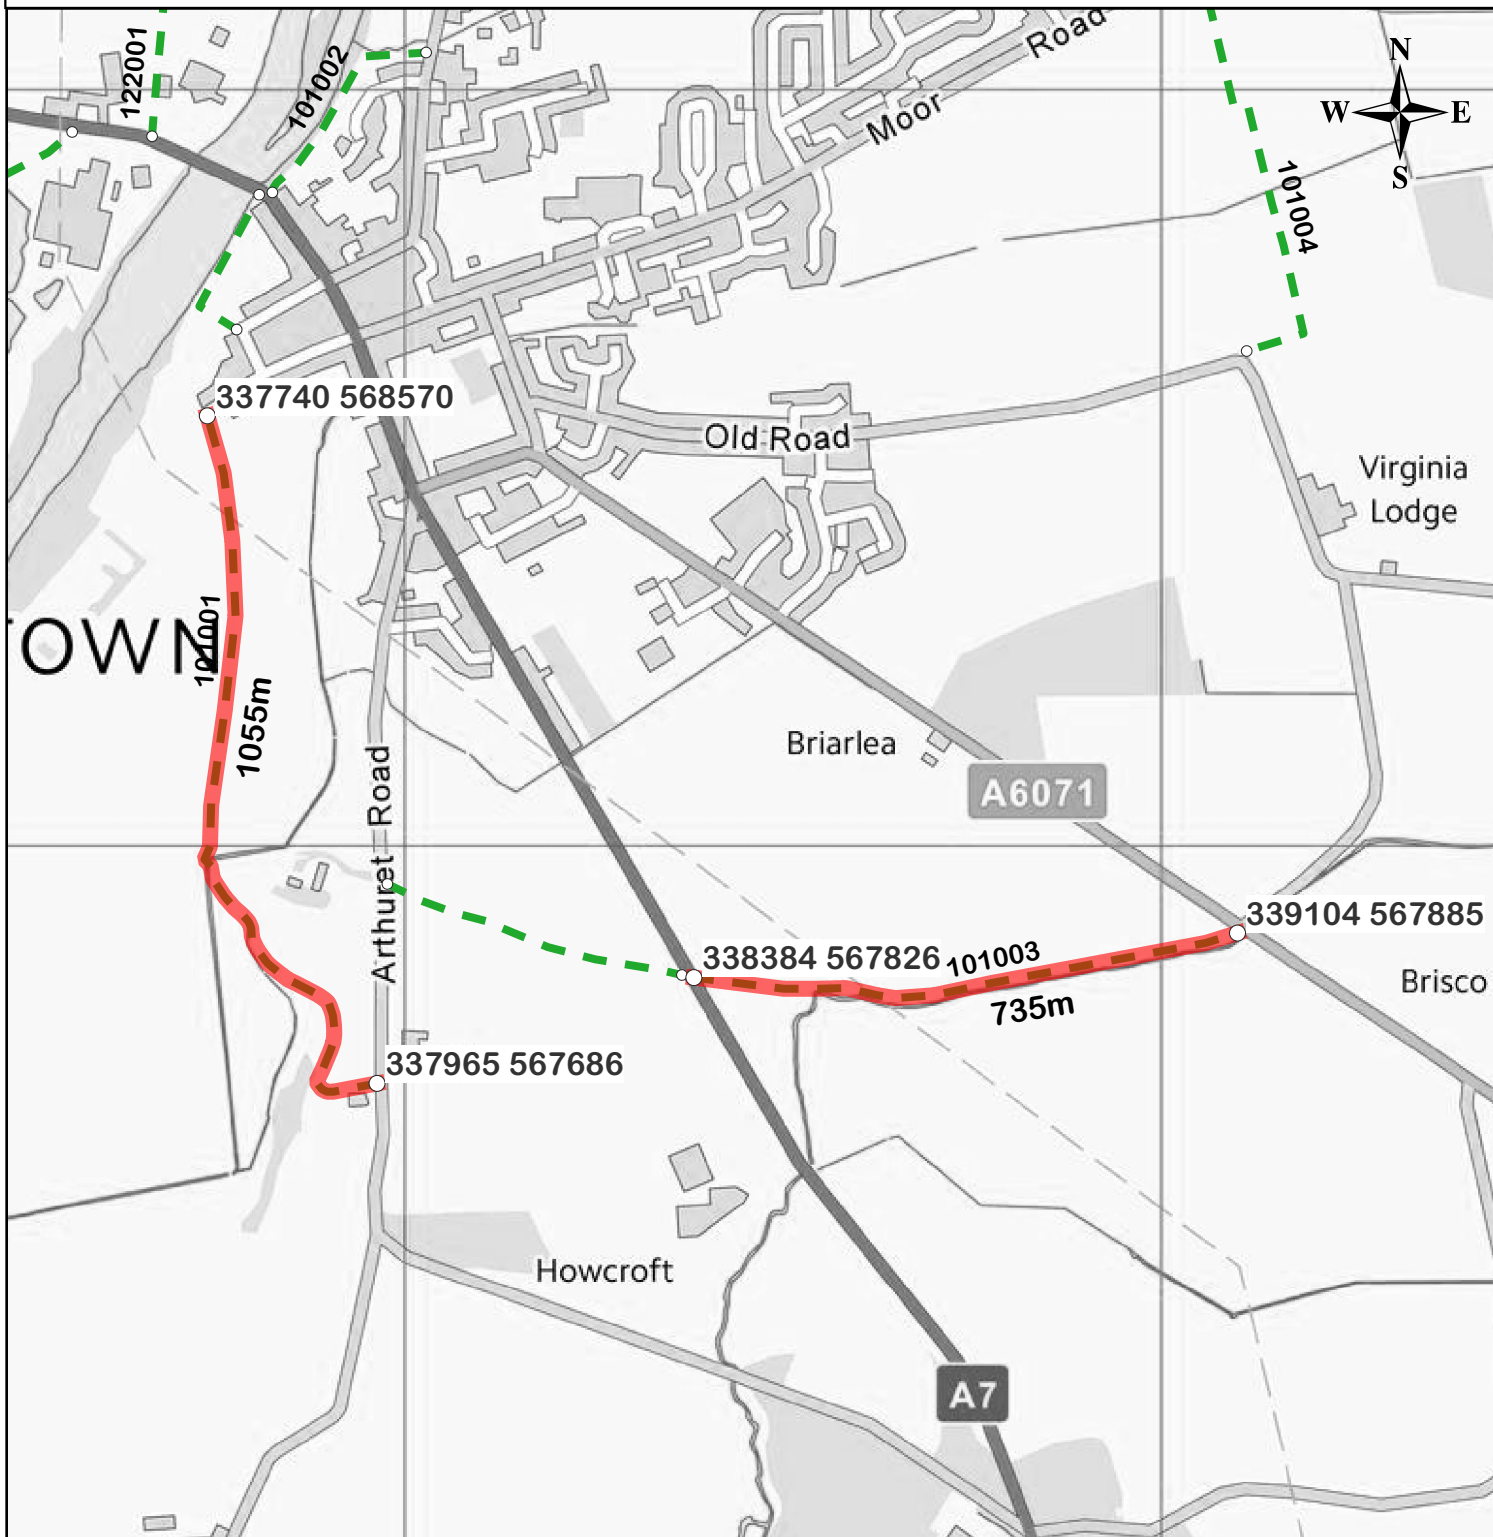 122001
101002
Moor
Road
N
W
E
S
101004
337740 568570
Old Road
Virginia
Lodge
101001
TOWN
1055m
Briarlea
A6071
Arthuret Road
339104 567885
338384 567826
101003
Brisco
735m
337965 567686
Howcroft
A7